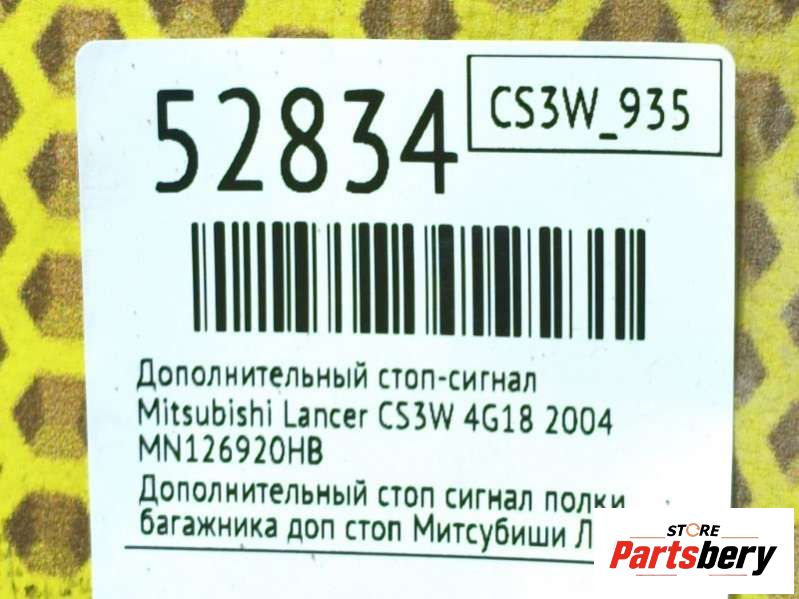 52834
CS3W_935
Дополнительный стоп-сигнал
Mitsubishi Lancer CS3W 4G18 2004
MN126920HB
Дополнительный стоп сигнал полки
багажника доп стоп Митсубиши
STORE
Partsbery